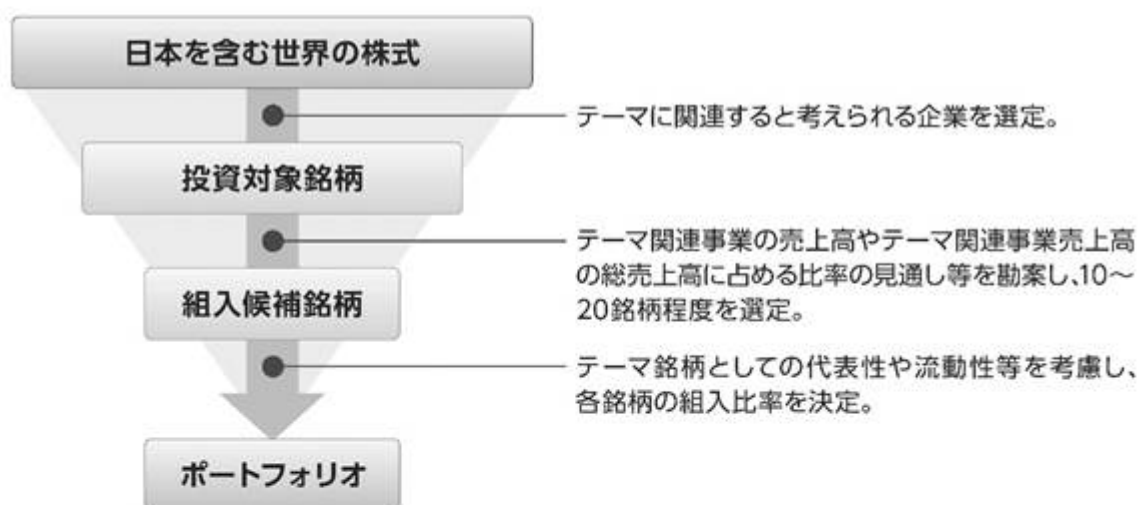 日本を含む世界の株式
テーマに関連すると考えられる企業を選定。
投資対象銘柄
テーマ関連事業の売上高やテーマ関連事業売上高
の総売上高に占める比率の見通し等を勘案し、10～
20銘柄程度を選定。
組入候補銘柄
テーマ銘柄としての代表性や流動性等を考慮し、
各銘柄の組入比率を決定。
ポートフォリオ